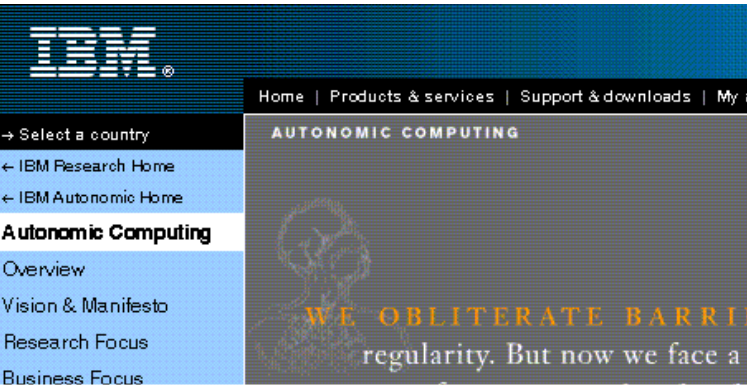 IBM®
Home | Products & services | Support & downloads | My
→ Select a country
← IBM Research Home
← IBM Autonomic Home
Autonomic Computing
Overview
Vision & Manifesto
Research Focus
Business Focus
AUTONOMIC COMPUTING
WE OBLITERATE
regularity. But now we face a